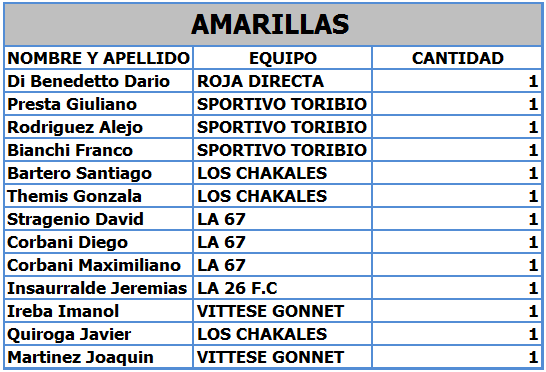 AMARILLAS
NOMBRE Y APELLIDO EQUIPO CANTIDAD
Di Benedetto Dario ROJA DIRECTA 1
Presta Giuliano SPORTIVO TORIBIO 1
Rodriguez Alejo SPORTIVO TORIBIO 1
Bianchi Franco SPORTIVO TORIBIO 1
Bartero Santiago LOS CHAKALES 1
Themis Gonzala LOS CHAKALES 1
Stragenio David LA 67 1
Corbani Diego LA 67 1
Corbani Maximiliano LA 67 1
Insaurralde Jeremias LA 26 F.C 1
Ireba Imanol VITTESE GONNET 1
Quiroga Javier LOS CHAKALES 1
Martinez Joaquin VITTESE GONNET 1